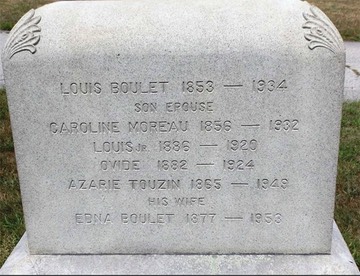 LOUIS BOULET 1853 — 1934
SON EPOUSE
CAROLINE MOREAU 1856 — 1932
LOUIS JR. 1886 — 1920
OVIDE 1882 — 1924
AZARIE TOUZIN 1865 — 1949
HIS WIFE
EDNA BOULET 1877 — 1953